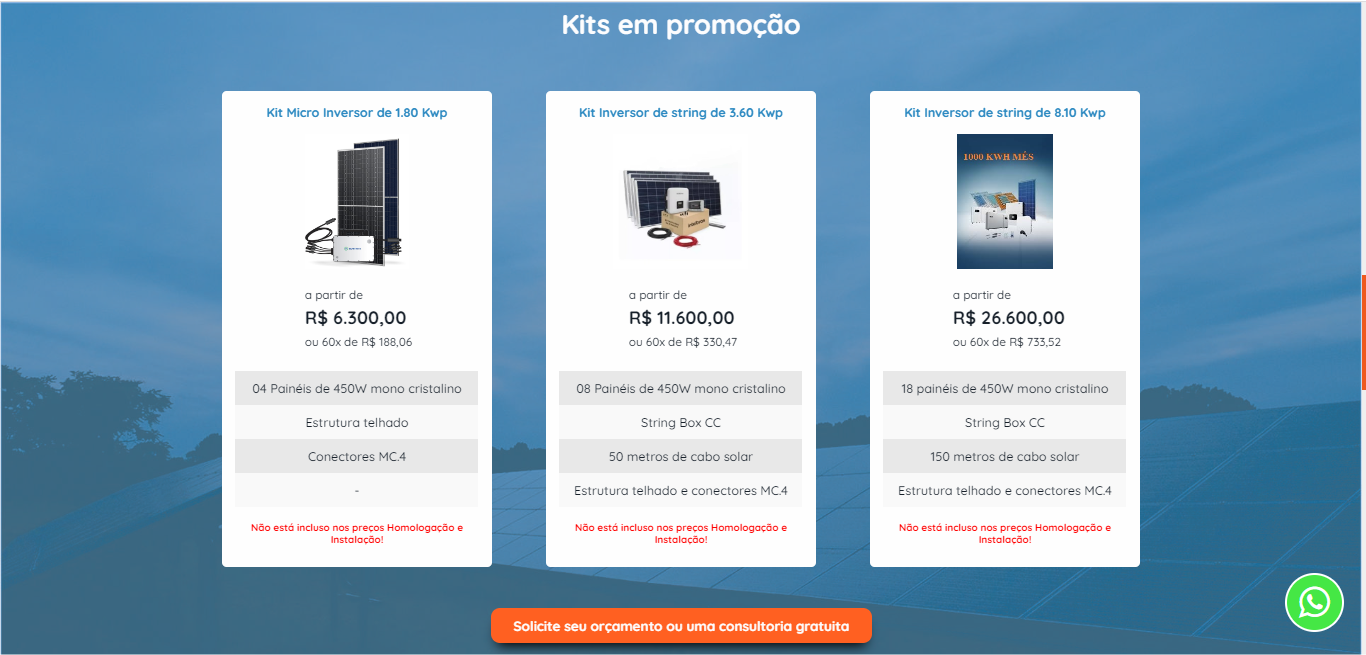 Kits em promoção
Kit Micro Inversor de 1.80 Kwp
a partir de
R$ 6.300,00
ou 60x de R$ 188,06
04 Painéis de 450W mono cristalino
Estrutura telhado
Conectores MC.4
-
Não está incluso nos preços Homologação e
Instalação!
Kit Inversor de string de 3.60 Kwp
a partir de
R$ 11.600,00
ou 60x de R$ 330,47
08 Painéis de 450W mono cristalino
String Box CC
50 metros de cabo solar
Estrutura telhado e conectores MC.4
Não está incluso nos preços Homologação e
Instalação!
Kit Inversor de string de 8.10 Kwp
1000 KWH MÊS
a partir de
R$ 26.600,00
ou 60x de R$ 733,52
18 painéis de 450W mono cristalino
String Box CC
150 metros de cabo solar
Estrutura telhado e conectores MC.4
Não está incluso nos preços Homologação e
Instalação!
Solicite seu orçamento ou uma consultoria gratuita